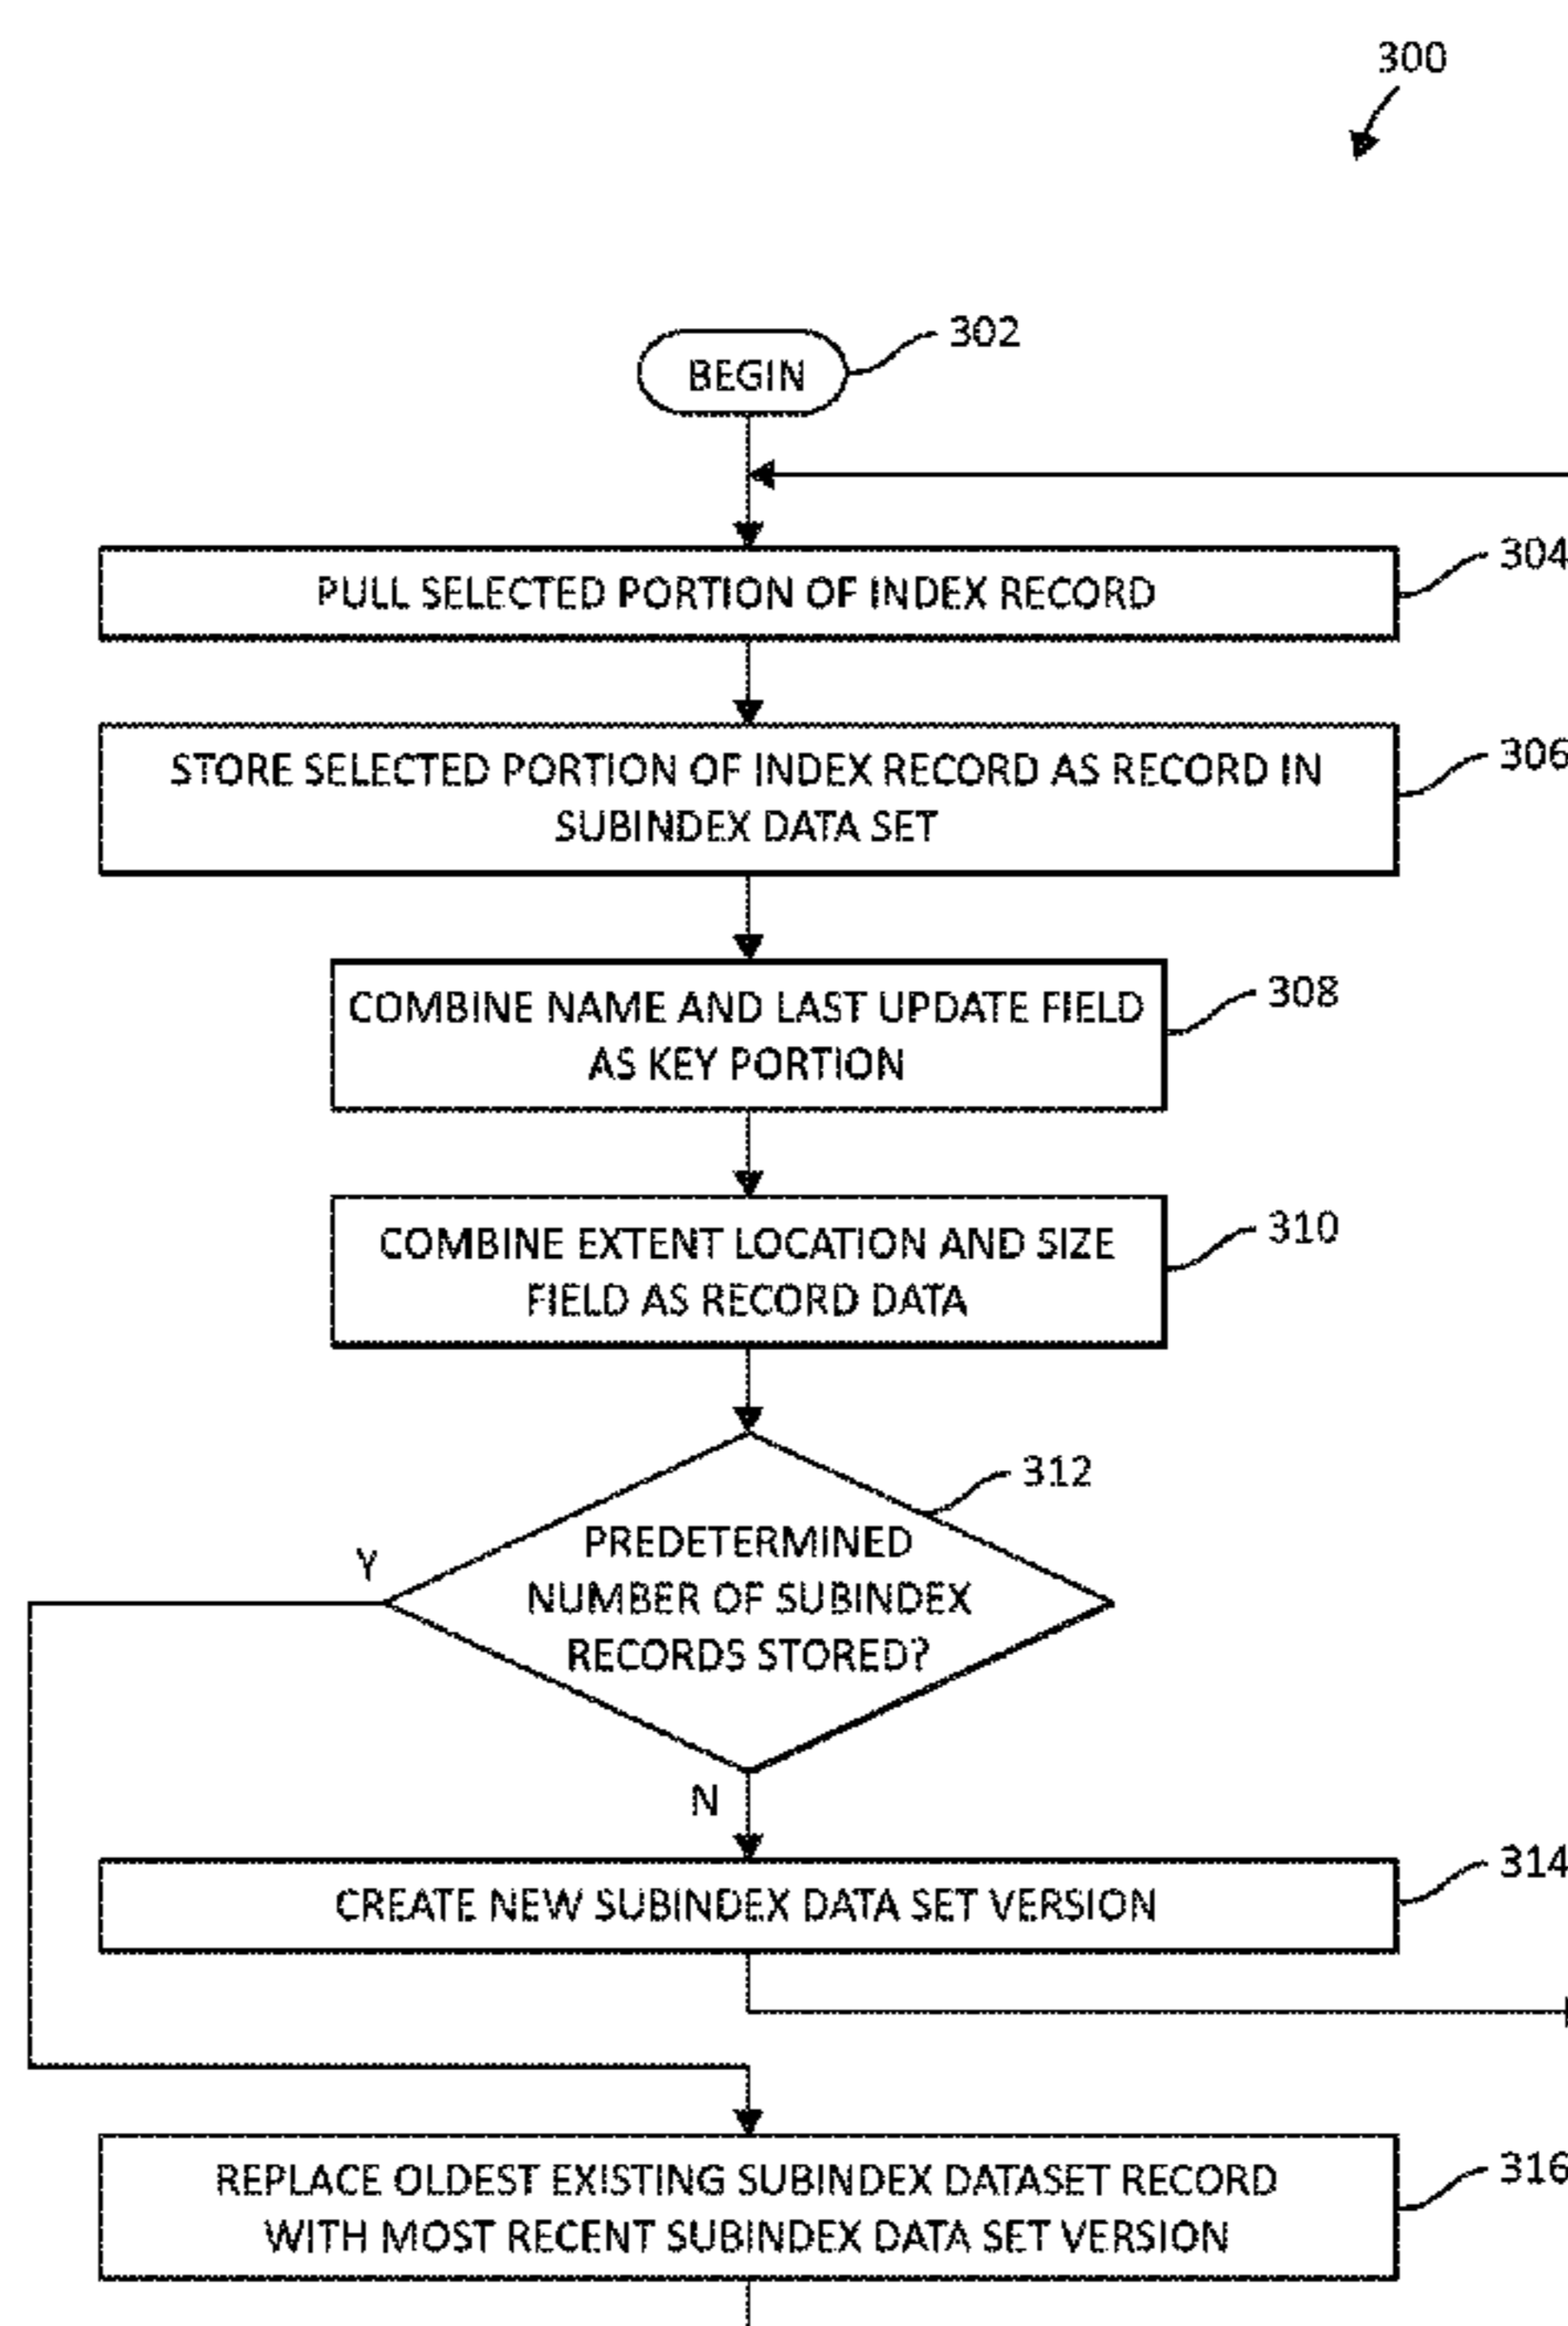 300
BEGIN
302
PULL SELECTED PORTION OF INDEX RECORD
304
STORE SELECTED PORTION OF INDEX RECORD AS RECORD IN
SUBINDEX DATA SET
306
COMBINE NAME AND LAST UPDATE FIELD
AS KEY PORTION
308
COMBINE EXTENT LOCATION AND SIZE
FIELD AS RECORD DATA
310
312
PREDETERMINED
NUMBER OF SUBINDEX
RECORDS STORED?
Y
N
CREATE NEW SUBINDEX DATA SET VERSION
314
REPLACE OLDEST EXISTING SUBINDEX DATASET RECORD
WITH MOST RECENT SUBINDEX DATA SET VERSION
316